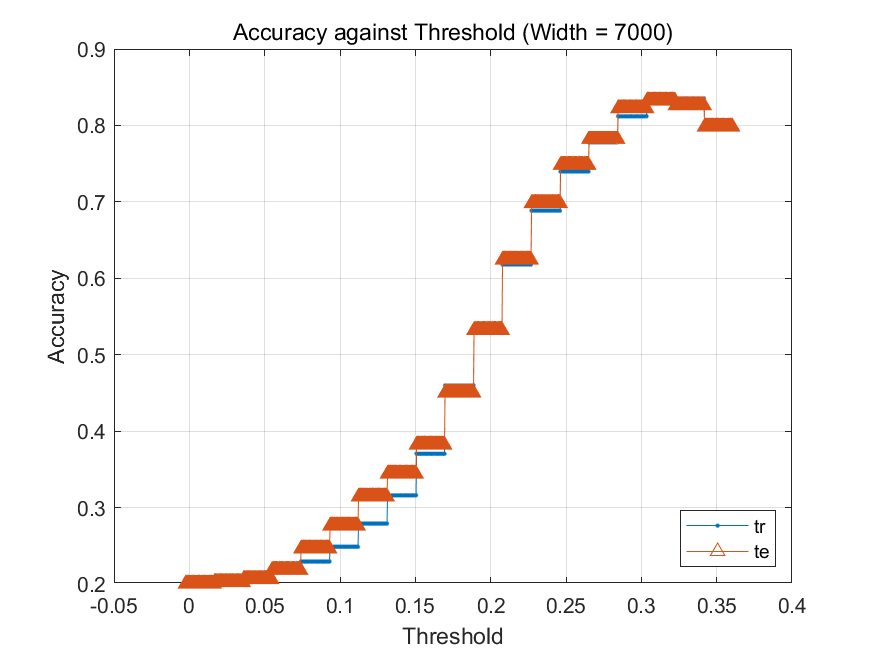 Accuracy against Threshold (Width = 7000)
Accuracy
0.9
0.8
0.7
0.6
0.5
0.4
0.3
0.2
-0.05 0 0.05 0.1 0.15 0.2 0.25 0.3 0.35 0.4
Threshold
tr
te